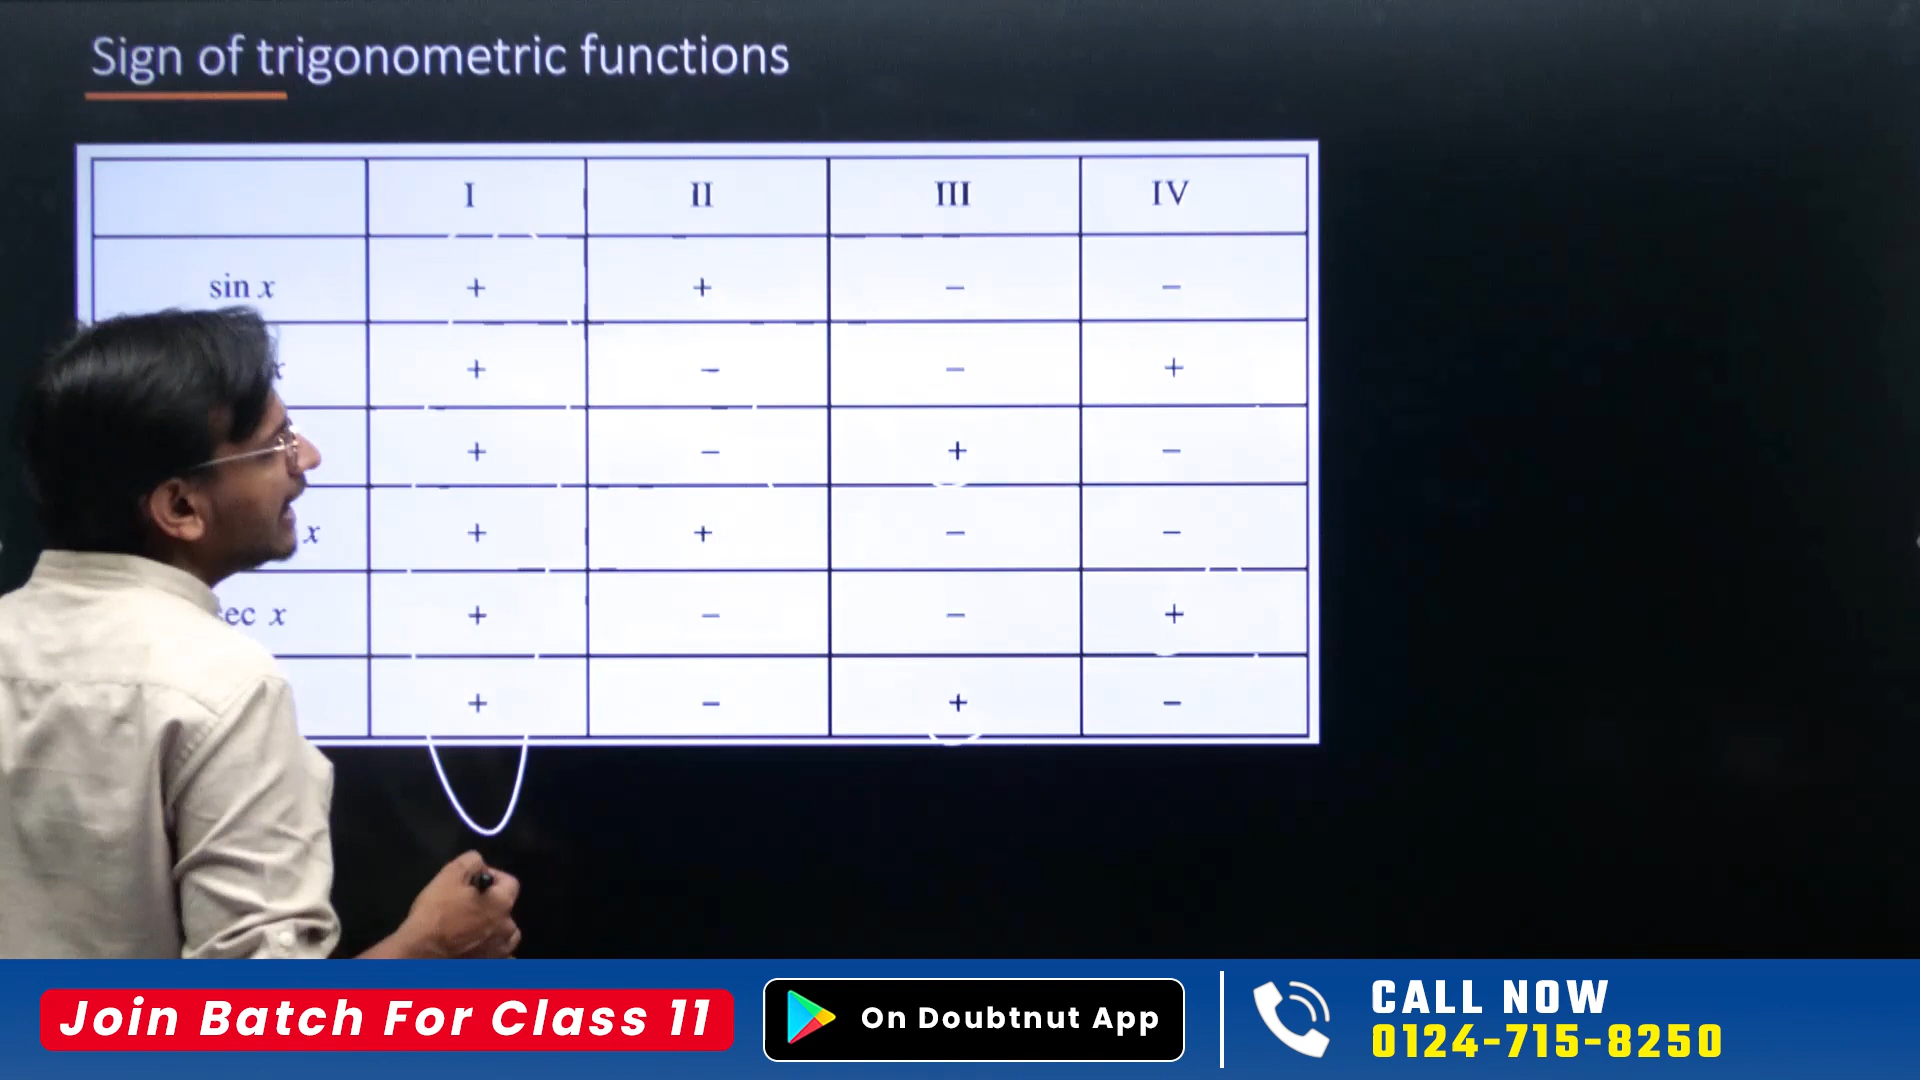 Sign of trigonometric functions
I II III IV
sin x + + – –
x + – – +
+ – + –
x + + – –
ec x + – – +
+ – + –
Join Batch For Class 11
On Doubtnut App
CALL NOW
0124-715-8250